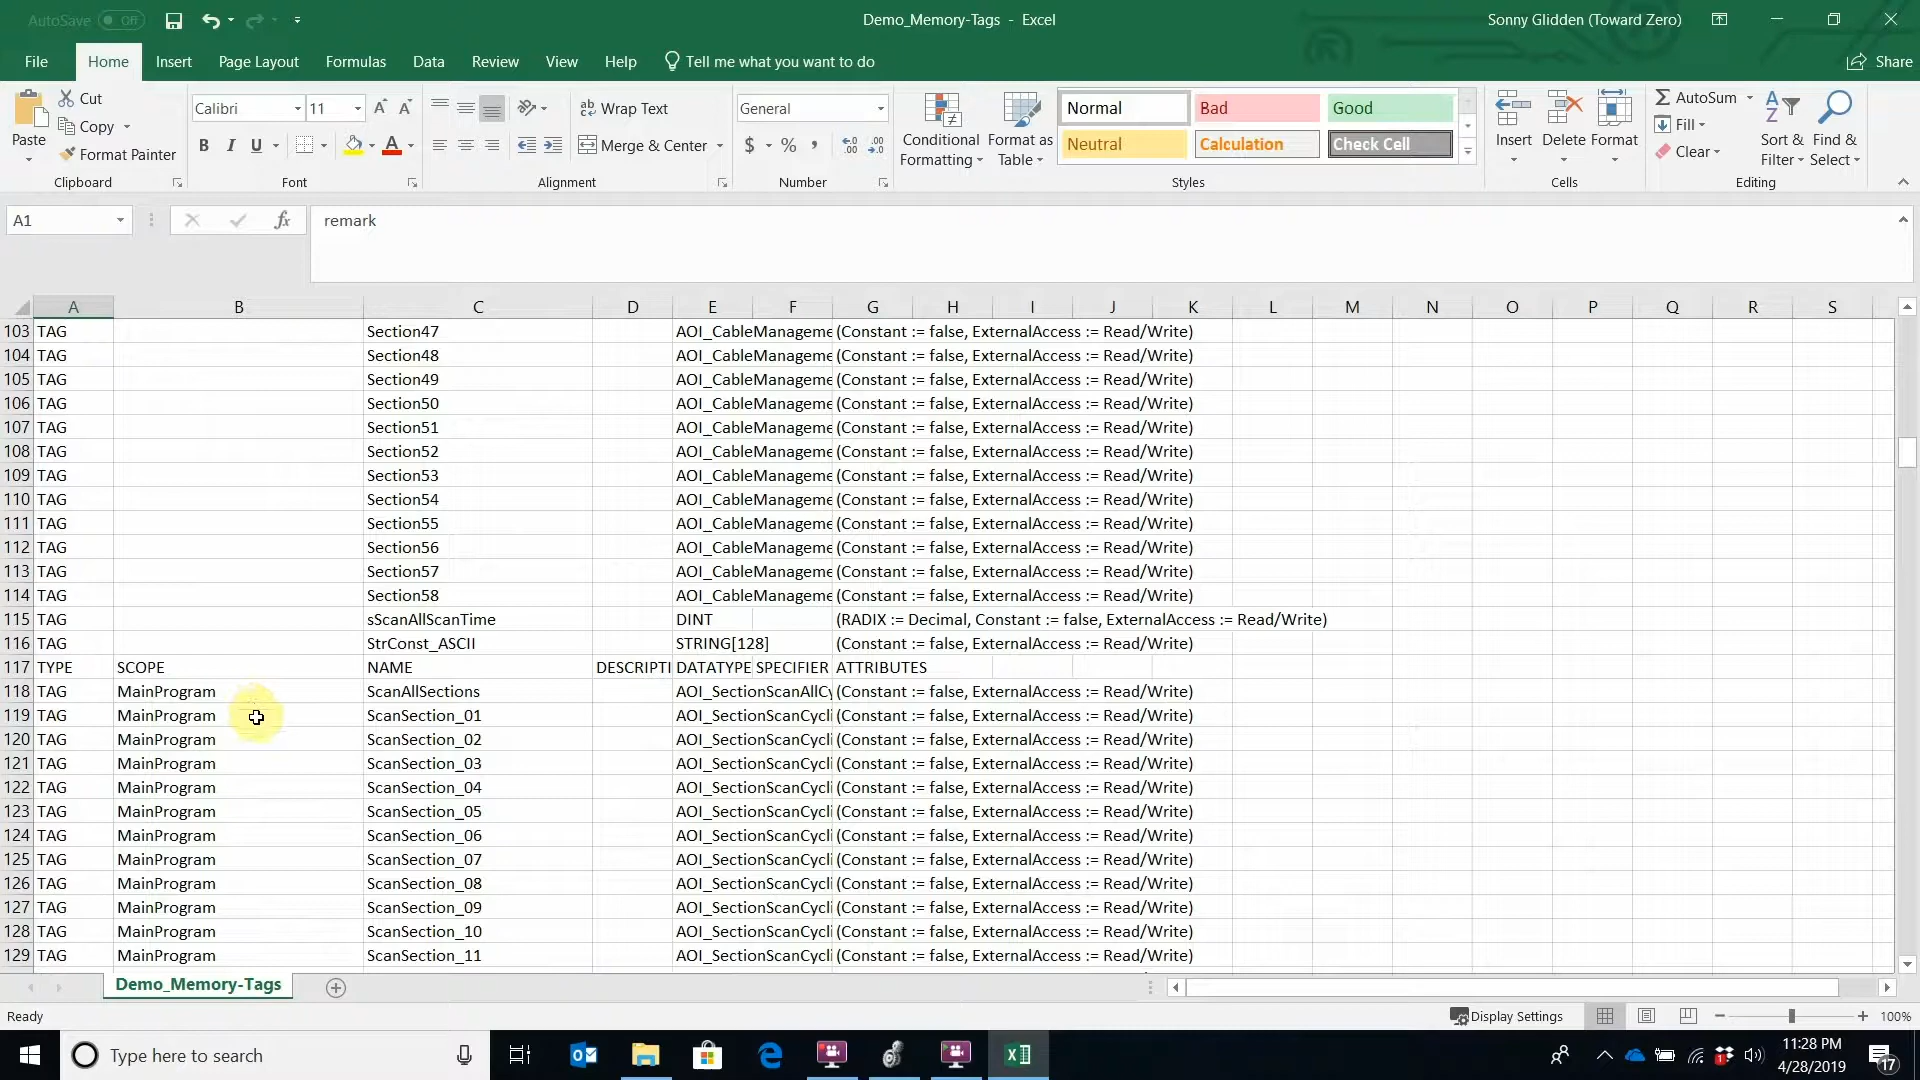 AutoSave Off
Demo_Memory-Tags - Excel
Sonny Glidden (Toward Zero)
File Home Insert Page Layout Formulas Data Review View Help Tell me what you want to do Share
Cut
Copy
Format Painter
Paste
Clipboard
Calibri 11
B I U
Font
Wrap Text
Merge & Center
Alignment
General
$ % ,
Number
Conditional Formatting
Format as Table
Normal Bad Good
Neutral Calculation Check Cell
Styles
Insert Delete Format
Cells
AutoSum
Fill
Clear
Sort & Filter
Find & Select
Editing
A1 fx remark
A B C D E F G H I J K L M N O P Q R S
103 TAG Section47 AOI_CableManageme (Constant := false, ExternalAccess := Read/Write)
104 TAG Section48 AOI_CableManageme (Constant := false, ExternalAccess := Read/Write)
105 TAG Section49 AOI_CableManageme (Constant := false, ExternalAccess := Read/Write)
106 TAG Section50 AOI_CableManageme (Constant := false, ExternalAccess := Read/Write)
107 TAG Section51 AOI_CableManageme (Constant := false, ExternalAccess := Read/Write)
108 TAG Section52 AOI_CableManageme (Constant := false, ExternalAccess := Read/Write)
109 TAG Section53 AOI_CableManageme (Constant := false, ExternalAccess := Read/Write)
110 TAG Section54 AOI_CableManageme (Constant := false, ExternalAccess := Read/Write)
111 TAG Section55 AOI_CableManageme (Constant := false, ExternalAccess := Read/Write)
112 TAG Section56 AOI_CableManageme (Constant := false, ExternalAccess := Read/Write)
113 TAG Section57 AOI_CableManageme (Constant := false, ExternalAccess := Read/Write)
114 TAG Section58 AOI_CableManageme (Constant := false, ExternalAccess := Read/Write)
115 TAG sScanAllScanTime DINT (RADIX := Decimal, Constant := false, ExternalAccess := Read/Write)
116 TAG StrConst_ASCII STRING[128] (Constant := false, ExternalAccess := Read/Write)
117 TYPE SCOPE NAME DESCRIPTI DATATYPE SPECIFIER ATTRIBUTES
118 TAG MainProgram ScanAllSections AOI_SectionScanAllCy (Constant := false, ExternalAccess := Read/Write)
119 TAG MainProgram ScanSection_01 AOI_SectionScanCycli (Constant := false, ExternalAccess := Read/Write)
120 TAG MainProgram ScanSection_02 AOI_SectionScanCycli (Constant := false, ExternalAccess := Read/Write)
121 TAG MainProgram ScanSection_03 AOI_SectionScanCycli (Constant := false, ExternalAccess := Read/Write)
122 TAG MainProgram ScanSection_04 AOI_SectionScanCycli (Constant := false, ExternalAccess := Read/Write)
123 TAG MainProgram ScanSection_05 AOI_SectionScanCycli (Constant := false, ExternalAccess := Read/Write)
124 TAG MainProgram ScanSection_06 AOI_SectionScanCycli (Constant := false, ExternalAccess := Read/Write)
125 TAG MainProgram ScanSection_07 AOI_SectionScanCycli (Constant := false, ExternalAccess := Read/Write)
126 TAG MainProgram ScanSection_08 AOI_SectionScanCycli (Constant := false, ExternalAccess := Read/Write)
127 TAG MainProgram ScanSection_09 AOI_SectionScanCycli (Constant := false, ExternalAccess := Read/Write)
128 TAG MainProgram ScanSection_10 AOI_SectionScanCycli (Constant := false, ExternalAccess := Read/Write)
129 TAG MainProgram ScanSection_11 AOI_SectionScanCycli (Constant := false, ExternalAccess := Read/Write)
Demo_Memory-Tags
Ready Display Settings 100%
Type here to search
11:28 PM
4/28/2019
17